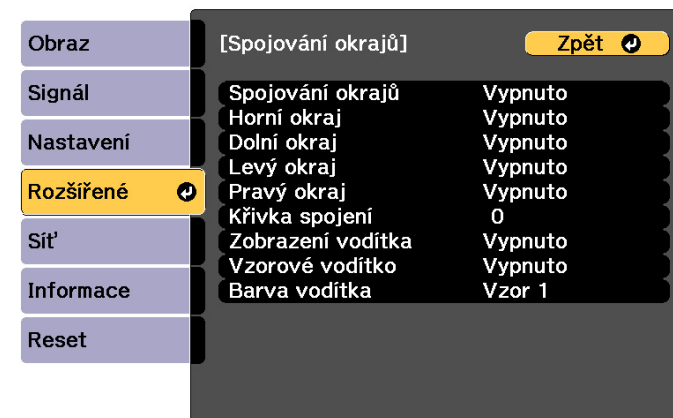 Obraz
Signál
Nastavení
Rozšířené
Síť
Informace
Reset
[Spojování okrajů] Zpět
Spojování okrajů Vypnuto
Horní okraj Vypnuto
Dolní okraj Vypnuto
Levý okraj Vypnuto
Pravý okraj Vypnuto
Křivka spojení 0
Zobrazení vodítka Vypnuto
Vzorové vodítko Vypnuto
Barva vodítka Vzor 1